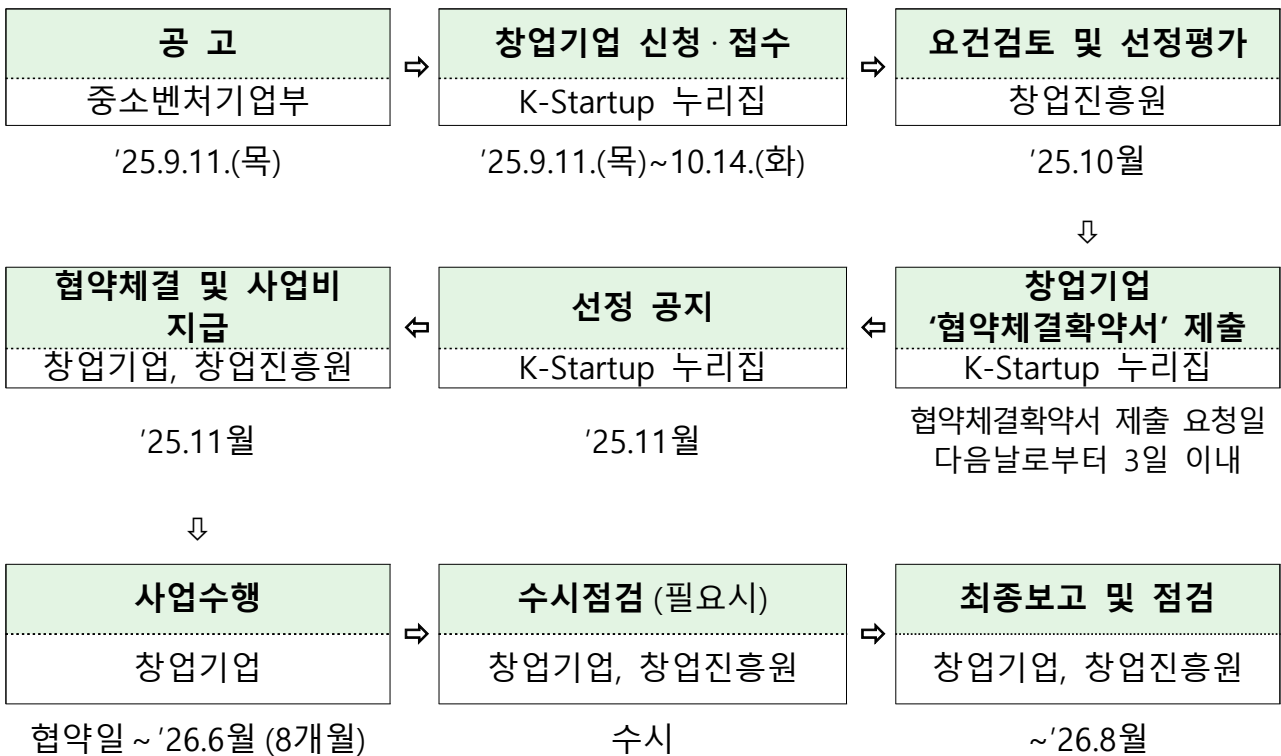 공 고
중소벤처기업부
'25.9.11.(목)
⇨
창업기업 신청 · 접수
K-Startup 누리집
'25.9.11.(목)~10.14.(화)
⇨
요건검토 및 선정평가
창업진흥원
'25.10월
⇩
창업기업
‘협약체결확약서’ 제출
K-Startup 누리집
협약체결확약서 제출 요청일
다음날로부터 3일 이내
⇦
선정 공지
K-Startup 누리집
'25.11월
⇦
협약체결 및 사업비
지급
창업기업, 창업진흥원
'25.11월
⇩
사업수행
창업기업
협약일 ~ '26.6월 (8개월)
⇨
수시점검 (필요시)
창업기업, 창업진흥원
수시
⇨
최종보고 및 점검
창업기업, 창업진흥원
~'26.8월